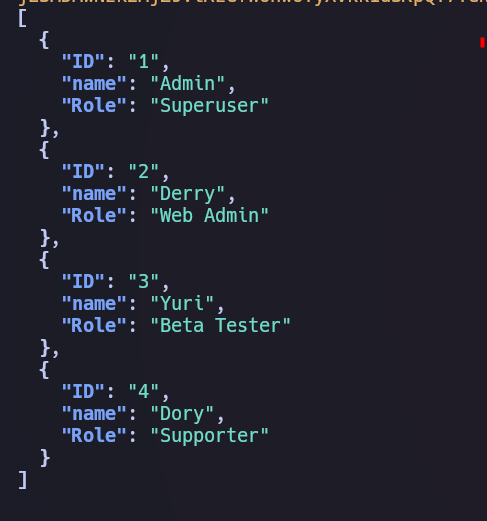 [
  {
    "ID": "1",
    "name": "Admin",
    "Role": "Superuser"
  },
  {
    "ID": "2",
    "name": "Derry",
    "Role": "Web Admin"
  },
  {
    "ID": "3",
    "name": "Yuri",
    "Role": "Beta Tester"
  },
  {
    "ID": "4",
    "name": "Dory",
    "Role": "Supporter"
  }
]